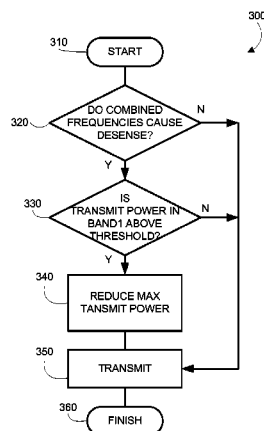 300
310
START
320
DO COMBINED
FREQUENCIES CAUSE
DESENSE?
N
Y
330
IS
TRANSMIT POWER IN
BAND1 ABOVE
THRESHOLD?
N
Y
340
REDUCE MAX
TANSMIT POWER
350
TRANSMIT
360
FINISH